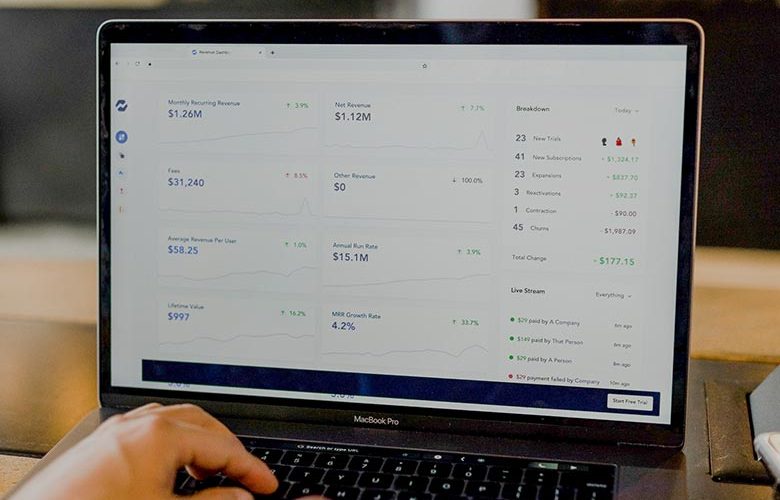 Revenue Dashb
Monthly Recurring Revenue
↑ 3.9%
$1.26M
Net Revenue
↑ 7.7%
$1.12M
Fees
↑ 8.5%
$31,240
Other Revenue
↓ 100.0%
$0
Average Revenue Per User
↑ 1.0%
$58.25
Annual Run Rate
↑ 3.9%
$15.1M
Lifetime Value
↑ 16.2%
$997
MRR Growth Rate
↑ 33.7%
4.2%
Breakdown
Today
23 New Trials
41 New Subscriptions $1,324.17
23 Expansions $837.70
3 Reactivations $92.37
1 Contraction $90.00
45 Churns $1,987.09
Total Change $177.15
Live Stream
Everything
$29 paid by A Company 6m ago
$149 paid by That Person 6m ago
$29 paid by A Person 8m ago
$29 payment failed by Company 10m ago
Start Free Trial
MacBook Pro
Search or type URL